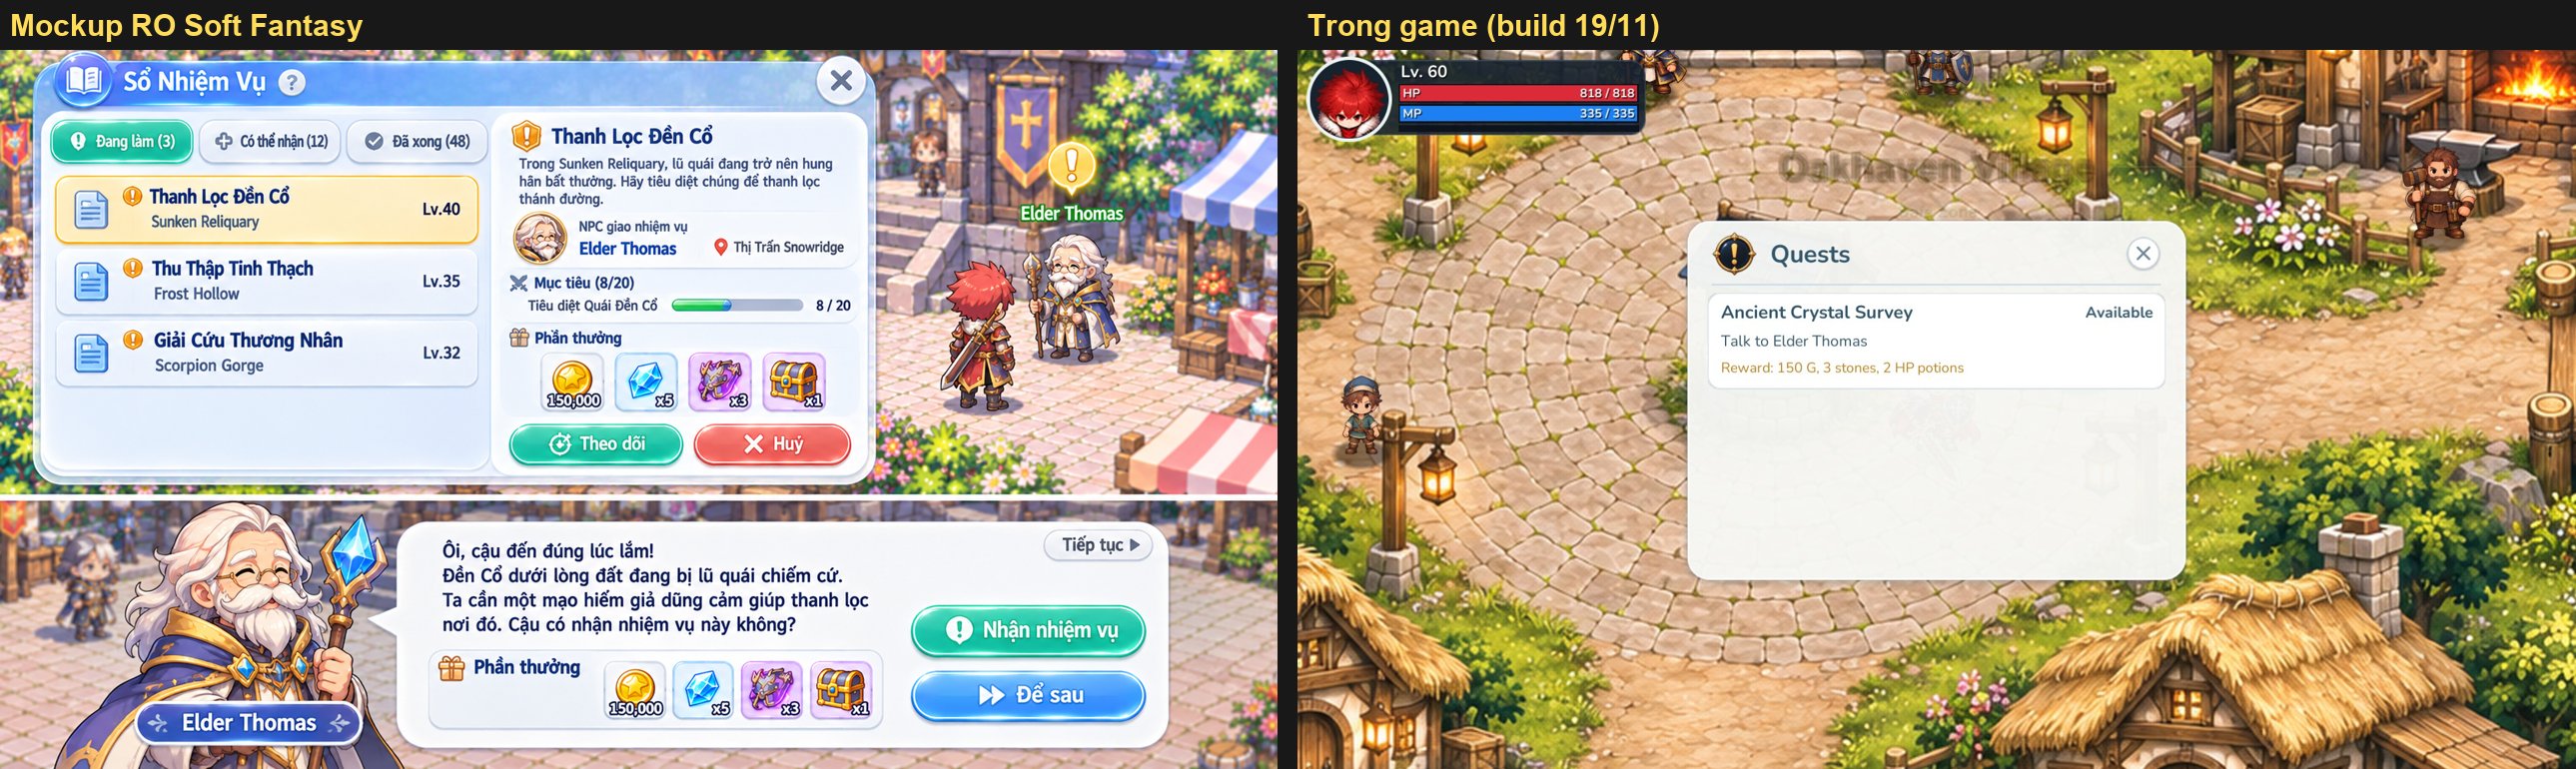 Mockup RO Soft Fantasy
Sổ Nhiệm Vụ ?
Đang làm (3)
Có thể nhận (12)
Đã xong (48)
Thanh Lọc Đền Cổ
Sunken Reliquary
Lv.40
Thu Thập Tinh Thạch
Frost Hollow
Lv.35
Giải Cứu Thương Nhân
Scorpion Gorge
Lv.32
Thanh Lọc Đền Cổ
Trong Sunken Reliquary, lũ quái đang trở nên hung
hãn bất thường. Hãy tiêu diệt chúng để thanh lọc
thánh đường.
NPC giao nhiệm vụ
Elder Thomas
Thị Trấn Snowridge
Mục tiêu (8/20)
Tiêu diệt Quái Đền Cổ
8 / 20
Phần thưởng
150,000
x5
x3
x1
Theo dõi
Huỷ
Elder Thomas
Ôi, cậu đến đúng lúc lắm!
Đền Cổ dưới lòng đất đang bị lũ quái chiếm cứ.
Ta cần một mạo hiểm giả dũng cảm giúp thanh lọc
nơi đó. Cậu có nhận nhiệm vụ này không?
Tiếp tục
Phần thưởng
150,000
x5
x3
x1
Nhận nhiệm vụ
Để sau
Elder Thomas
Trong game (build 19/11)
Lv. 60
HP
818 / 818
MP
335 / 335
Oakhaven Village
Quests
Ancient Crystal Survey
Available
Talk to Elder Thomas
Reward: 150 G, 3 stones, 2 HP potions